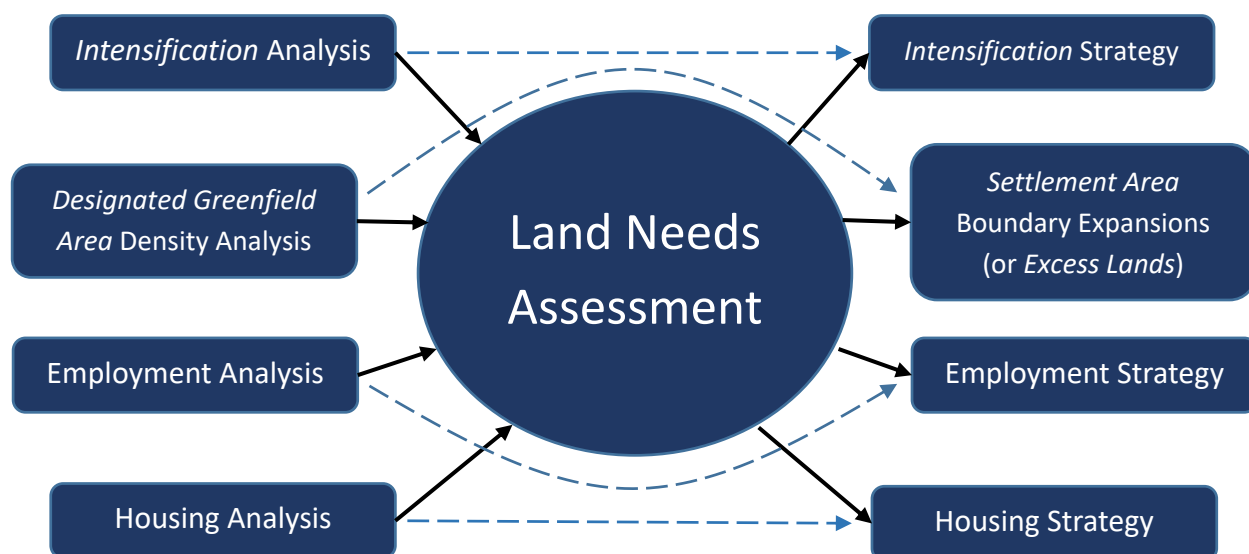 Intensification Analysis
Designated Greenfield
Area Density Analysis
Employment Analysis
Housing Analysis
Land Needs
Assessment
Intensification Strategy
Settlement Area
Boundary Expansions
(or Excess Lands)
Employment Strategy
Housing Strategy